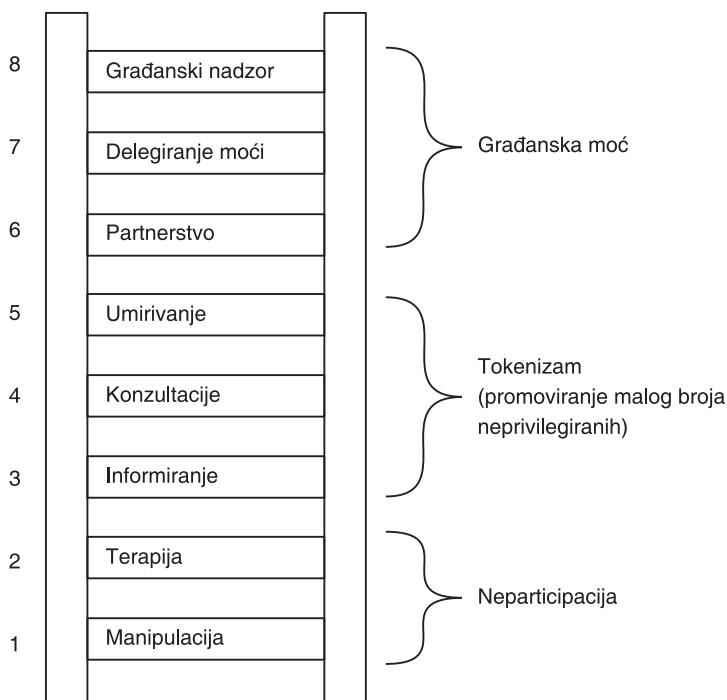 8
Građanski nadzor
7
Delegiranje moći
Građanska moć
6
Partnerstvo
5
Umirivanje
Tokenizam
(promoviranje malog broja
neprivilegiranih)
4
Konzultacije
3
Informiranje
2
Terapija
Neparticipacija
1
Manipulacija